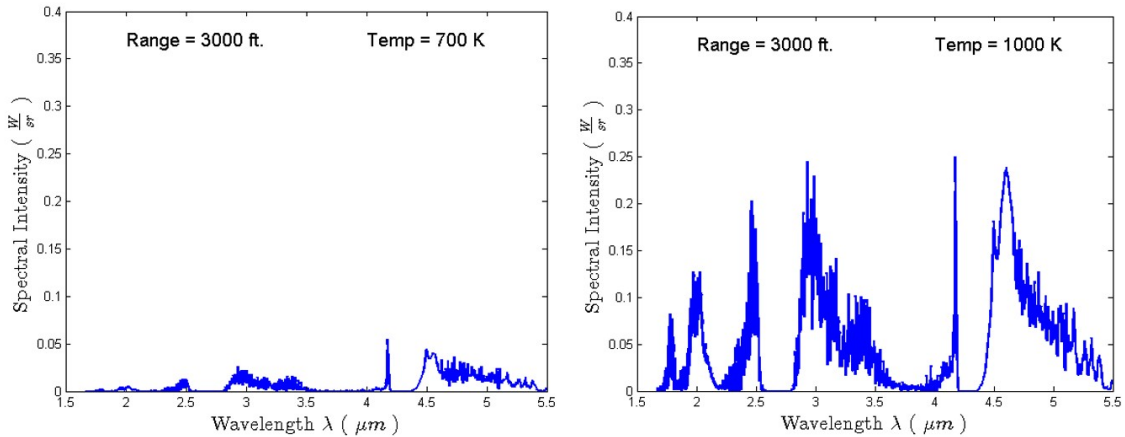 Range = 3000 ft. Temp = 700 K
0.4
0.35
0.3
0.25
0.2
0.15
0.1
0.05
0
Spectral Intensity ( W/sr )
1.5 2 2.5 3 3.5 4 4.5 5 5.5
Wavelength λ ( μm )
Range = 3000 ft. Temp = 1000 K
0.4
0.35
0.3
0.25
0.2
0.15
0.1
0.05
0
Spectral Intensity ( W/sr )
1.5 2 2.5 3 3.5 4 4.5 5 5.5
Wavelength λ ( μm )